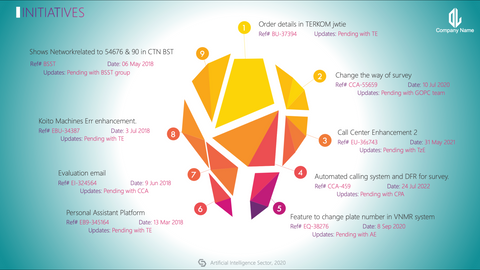 INITIATIVES
Company Name
1
Order details in TERKOM jwtie
Ref# BU-37394 Updates: Pending with TE
2
Change the way of survey
Ref# CCA-55659 Date: 10 Jul 2020
Updates: Pending with GOPC team
3
Call Center Enhancement 2
Ref# EU-36s743 Date: 31 May 2021
Updates: Pending with Tzl
4
Automated calling system and DFR for survey.
Ref# CCA-459 Date: 24 Jul 2022
Updates: Pending with CPA
5
Feature to change plate number in VNMR system
Ref# EQ-38276 Date: 8 Sep 2020
Updates: Pending with AE
6
Personal Assistant Platform
Ref# EB9-345164 Date: 13 Mar 2018
Updates: Pending with TE
7
Evaluation email
Ref# EI-324564 Date: 9 Jun 2018
Updates: Pending with CCA
8
Koito Machines Err enhancement.
Ref# EBU-34387 Date: 3 Jul 2018
Updates: Pending with TE
9
Shows Networkrelated to 54676 & 90 in CTN.BST
Ref# BSST Date: 06 May 2018
Updates: Pending with BSST group
Artificial Intelligence Sector, 2020